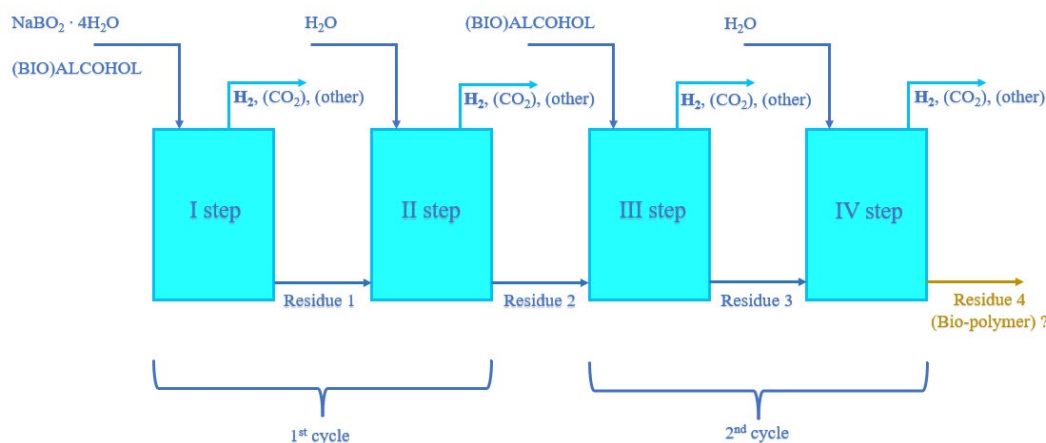 NaBO₂ · 4H₂O
(BIO)ALCOHOL
H₂, (CO₂), (other)
I step
Residue 1
H₂O
H₂, (CO₂), (other)
II step
Residue 2
(BIO)ALCOHOL
H₂, (CO₂), (other)
III step
Residue 3
H₂O
H₂, (CO₂), (other)
IV step
Residue 4
(Bio-polymer) ?
1ˢᵗ cycle
2ⁿᵈ cycle